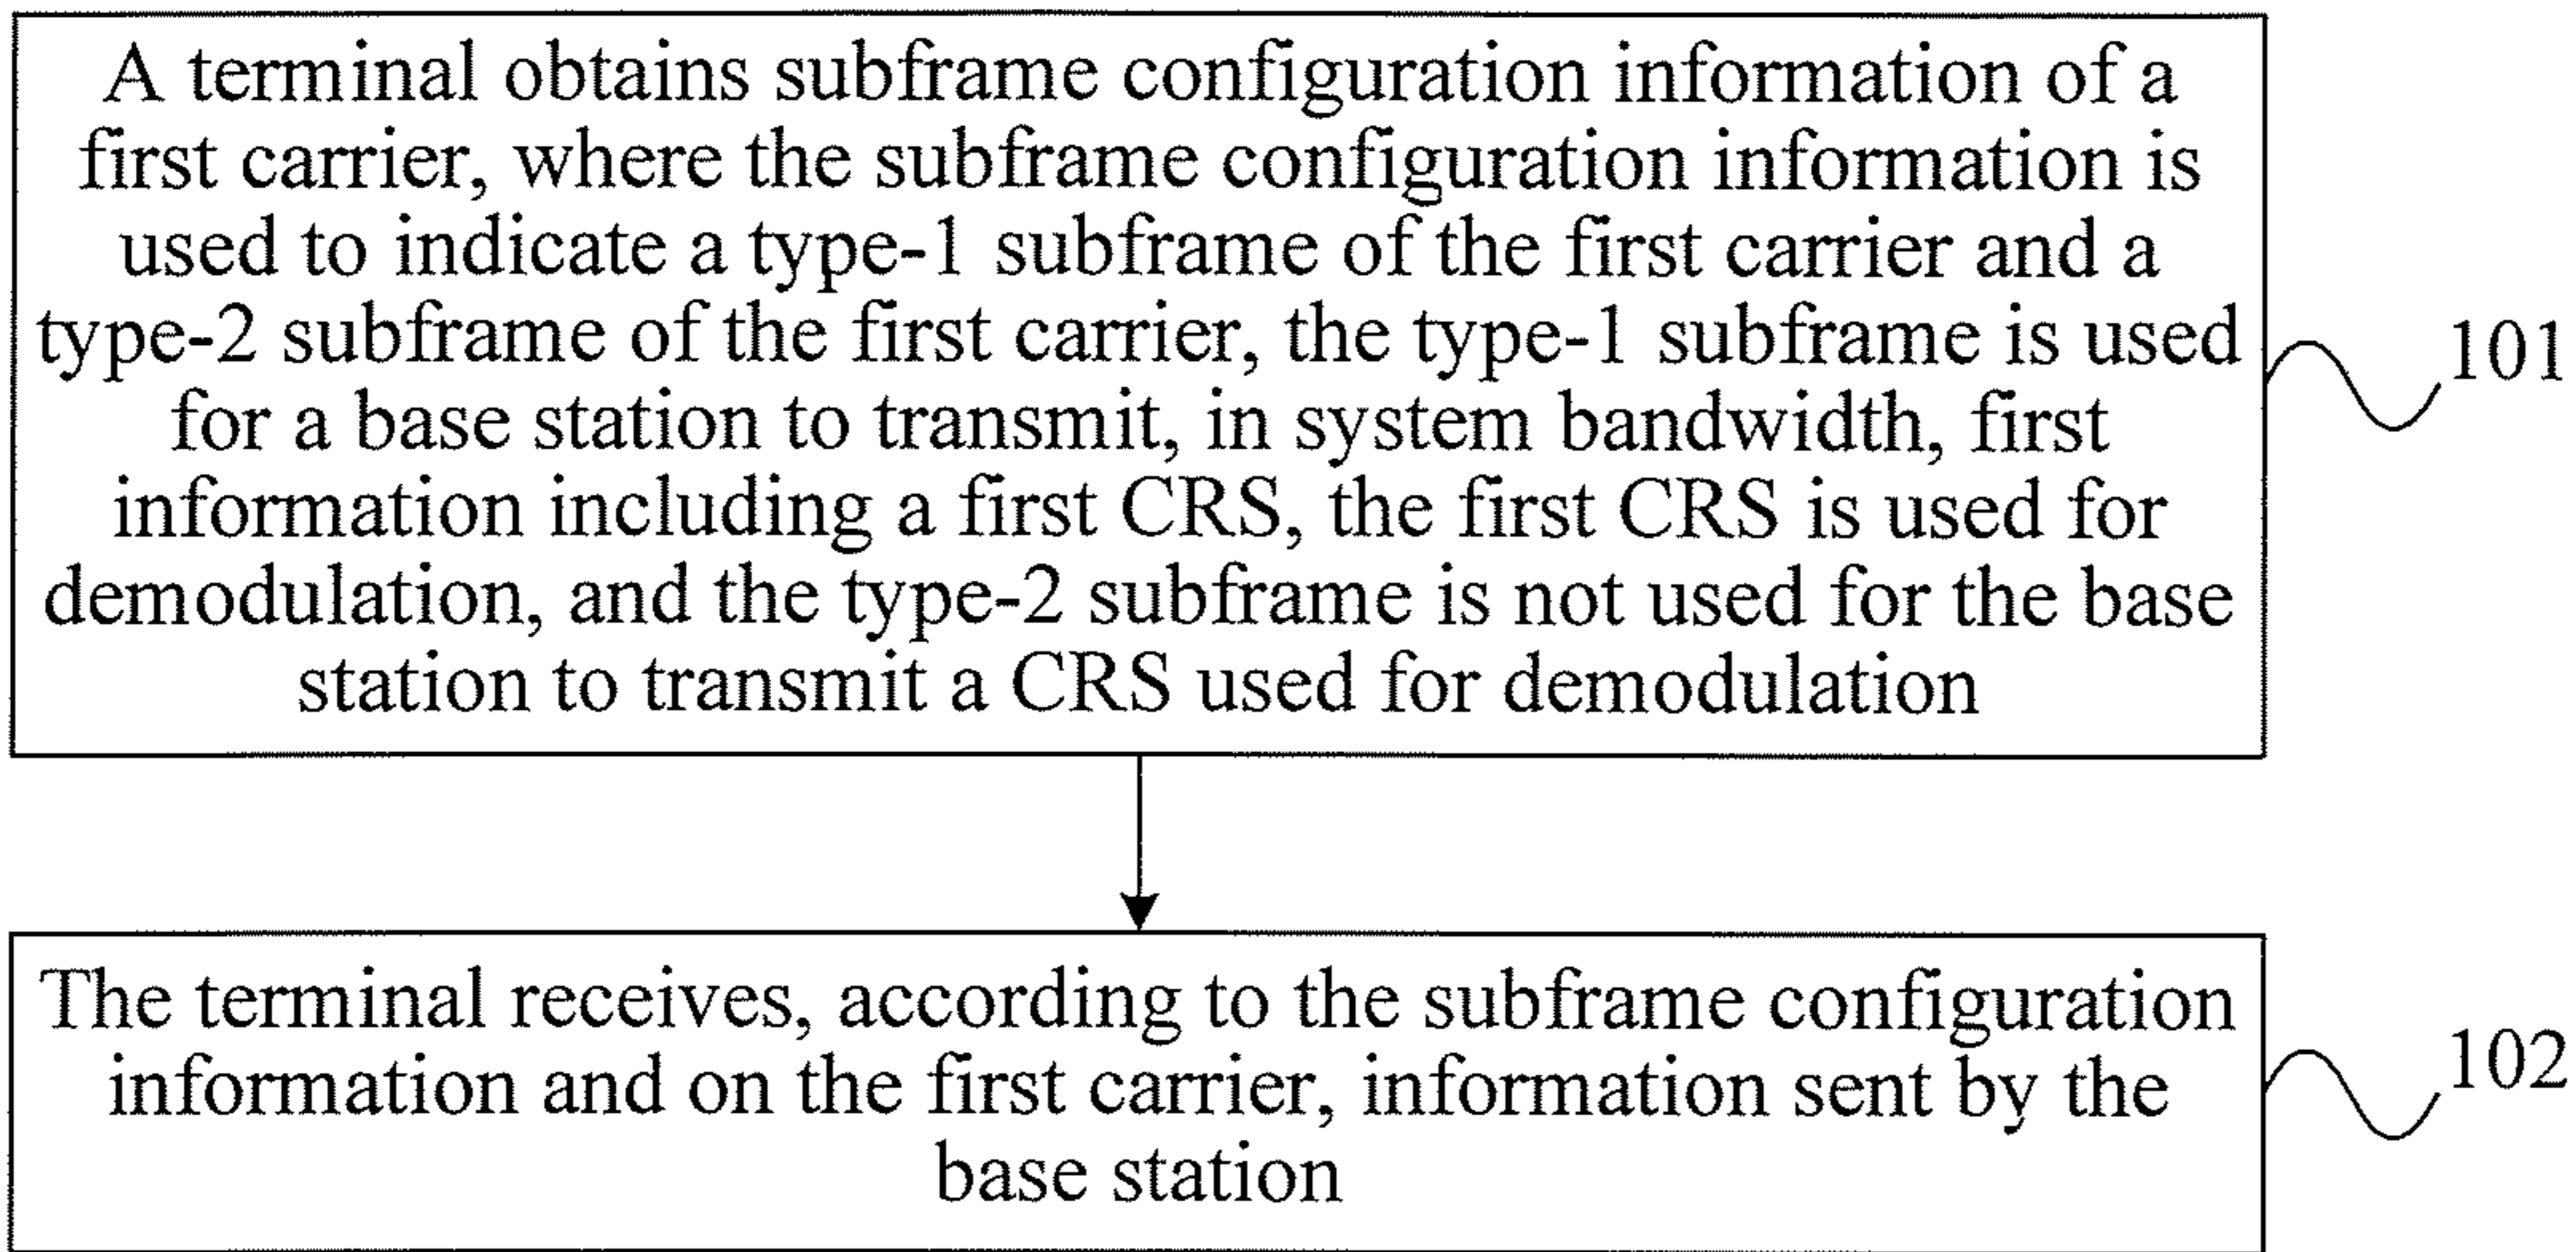 A terminal obtains subframe configuration information of a
first carrier, where the subframe configuration information is
used to indicate a type-1 subframe of the first carrier and a
type-2 subframe of the first carrier, the type-1 subframe is used
for a base station to transmit, in system bandwidth, first
information including a first CRS, the first CRS is used for
demodulation, and the type-2 subframe is not used for the base
station to transmit a CRS used for demodulation
101
The terminal receives, according to the subframe configuration
information and on the first carrier, information sent by the
base station
102